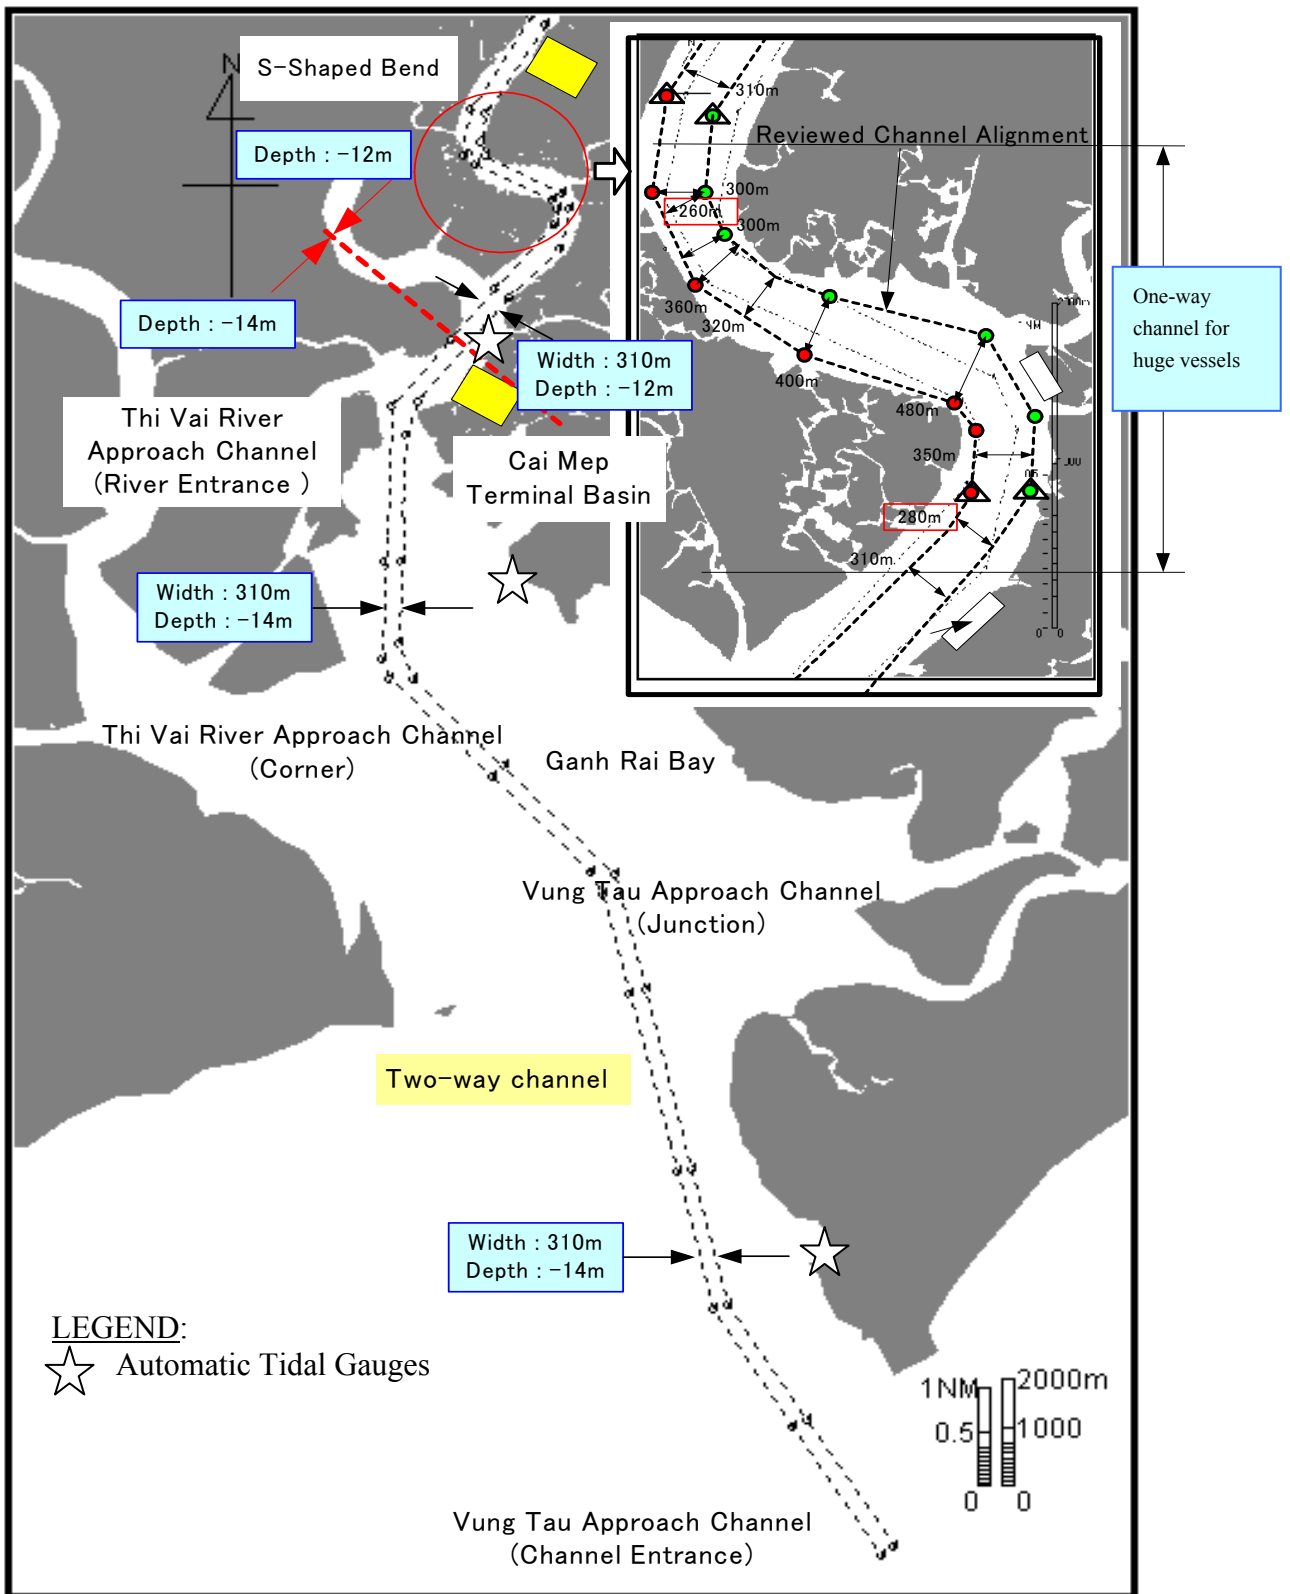 N
S-Shaped Bend
Depth : -12m
Depth : -14m
Width : 310m
Depth : -12m
Thi Vai River
Approach Channel
(River Entrance )
Cai Mep
Terminal Basin
Width : 310m
Depth : -14m
Thi Vai River Approach Channel
(Corner)
Ganh Rai Bay
Vung Tau Approach Channel
(Junction)
Two-way channel
Width : 310m
Depth : -14m
LEGEND:
Automatic Tidal Gauges
1NM
2000m
0.5
1000
0
0
Vung Tau Approach Channel
(Channel Entrance)
310m
Reviewed Channel Alignment
300m
260m
300m
360m
320m
400m
480m
350m
280m
310m
0
0
One-way
channel for
huge vessels